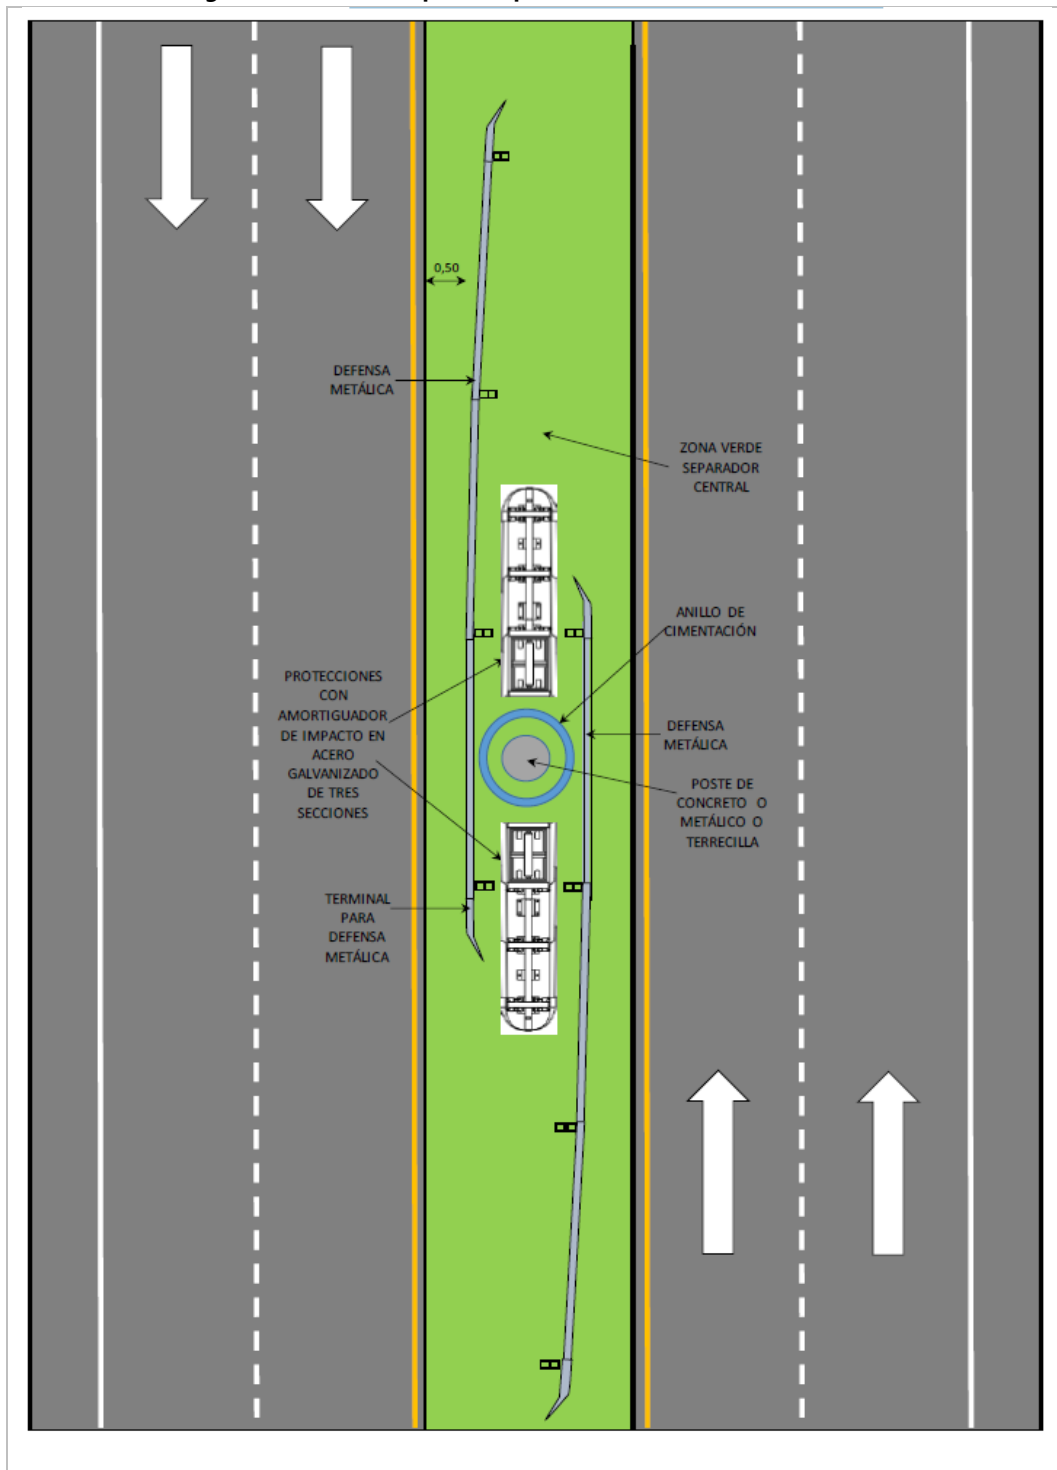 0,50
DEFENSA
METÁLICA
ZONA VERDE
SEPARADOR
CENTRAL
ANILLO DE
CIMENTACIÓN
PROTECCIONES
CON
AMORTIGUADOR
DE IMPACTO EN
ACERO
GALVANIZADO
DE TRES
SECCIONES
DEFENSA
METÁLICA
POSTE DE
CONCRETO O
METÁLICO O
TERRECILLA
TERMINAL
PARA
DEFENSA
METÁLICA